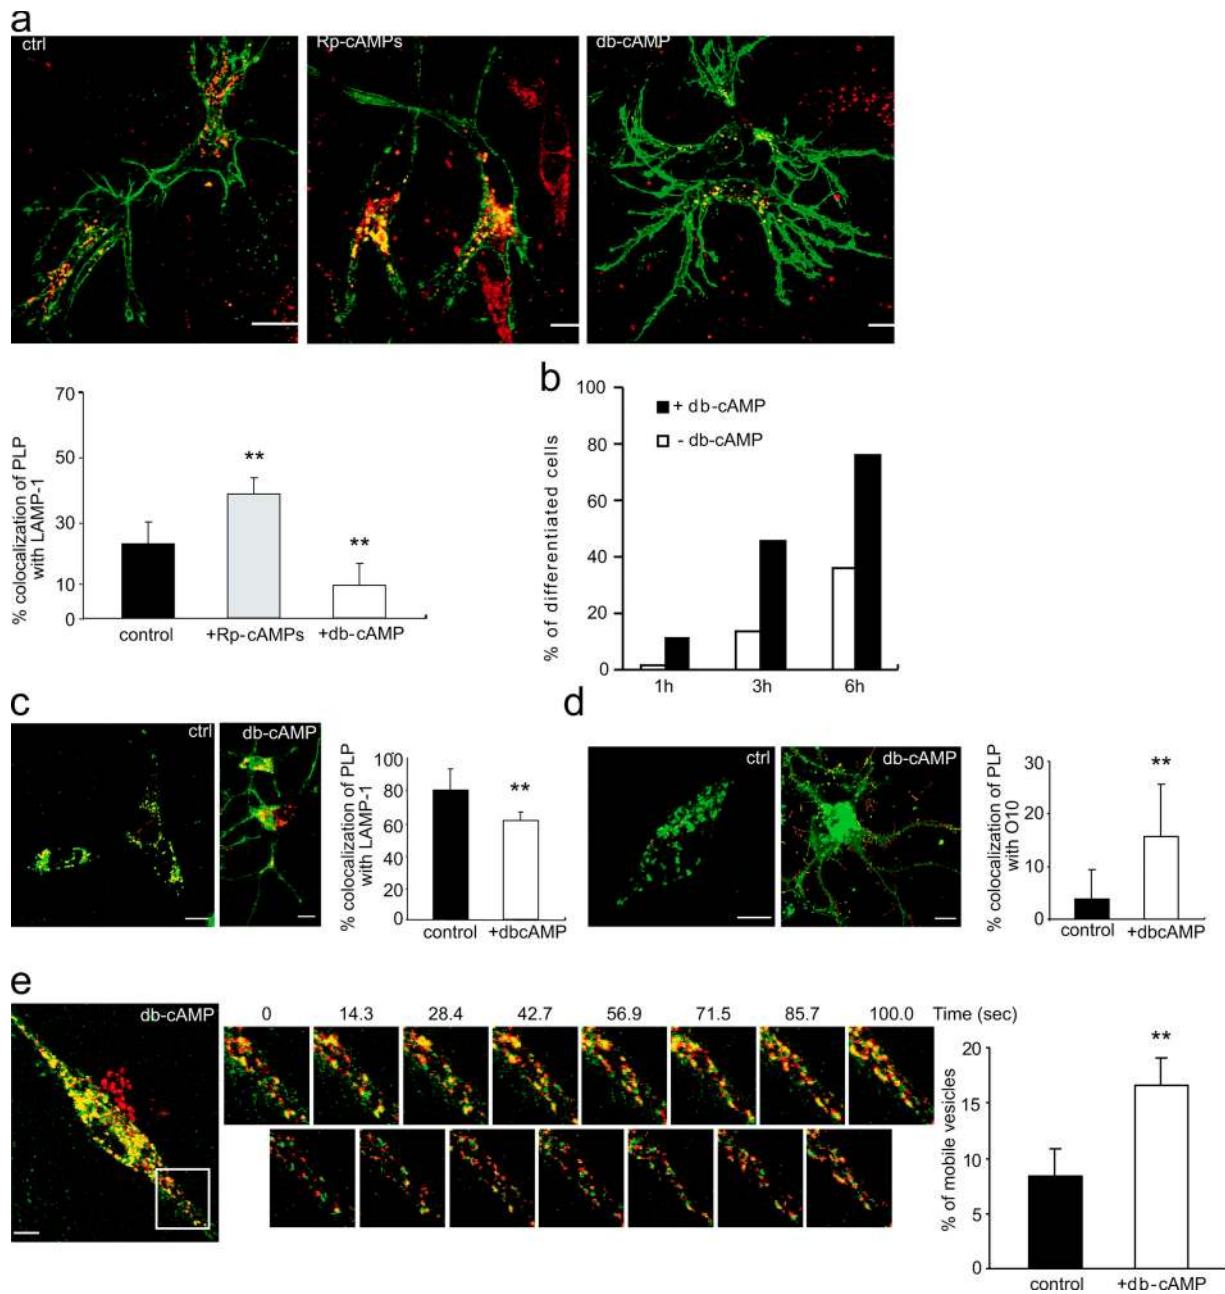 a
ctrl
Rp-cAMPs
db-cAMP
% colocalization of PLP
with LAMP-1
70
50
30
10
0
**
**
control
+Rp-cAMPs
+db-cAMP
b
% of differentiated cells
100
80
60
40
20
0
+ db-cAMP
- db-cAMP
1h
3h
6h
c
ctrl
db-cAMP
% colocalization of PLP
with LAMP-1
100
80
60
40
20
0
**
control
+dbcAMP
d
ctrl
db-cAMP
% colocalization of PLP
with O10
30
20
10
0
**
control
+dbcAMP
e
db-cAMP
0 14.3 28.4 42.7 56.9 71.5 85.7 100.0 Time (sec)
% of mobile vesicles
20
15
10
5
0
**
control
+db-cAMP